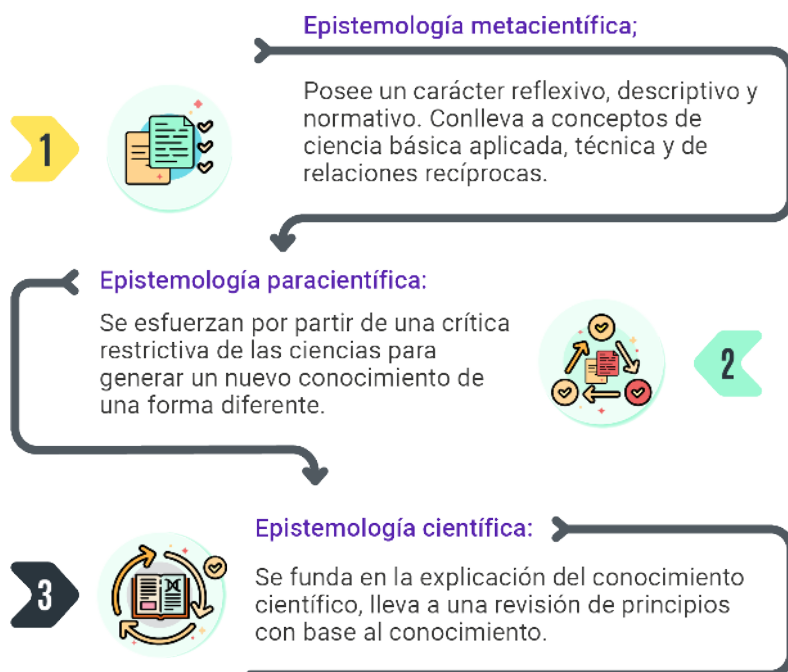 Epistemología metacientífica;
Posee un carácter reflexivo, descriptivo y
normativo. Conlleva a conceptos de
ciencia básica aplicada, técnica y de
relaciones recíprocas.
1
Epistemología paracientífica:
Se esfuerzan por partir de una crítica
restrictiva de las ciencias para
generar un nuevo conocimiento de
una forma diferente.
2
Epistemología científica:
Se funda en la explicación del conocimiento
científico, lleva a una revisión de principios
con base al conocimiento.
3